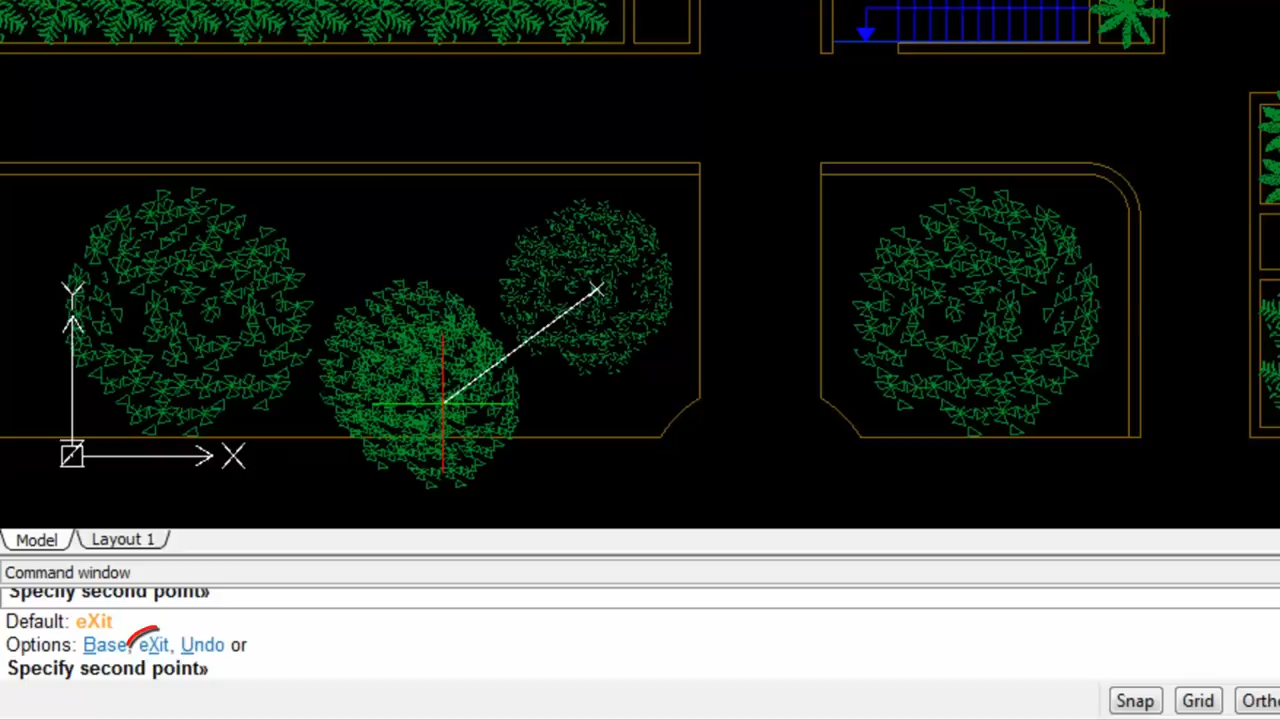 Y
X
Model Layout 1
Command window
Specify second point»
Default: eXit
Options: Base, eXit, Undo or
Specify second point»
Snap Grid Ortho